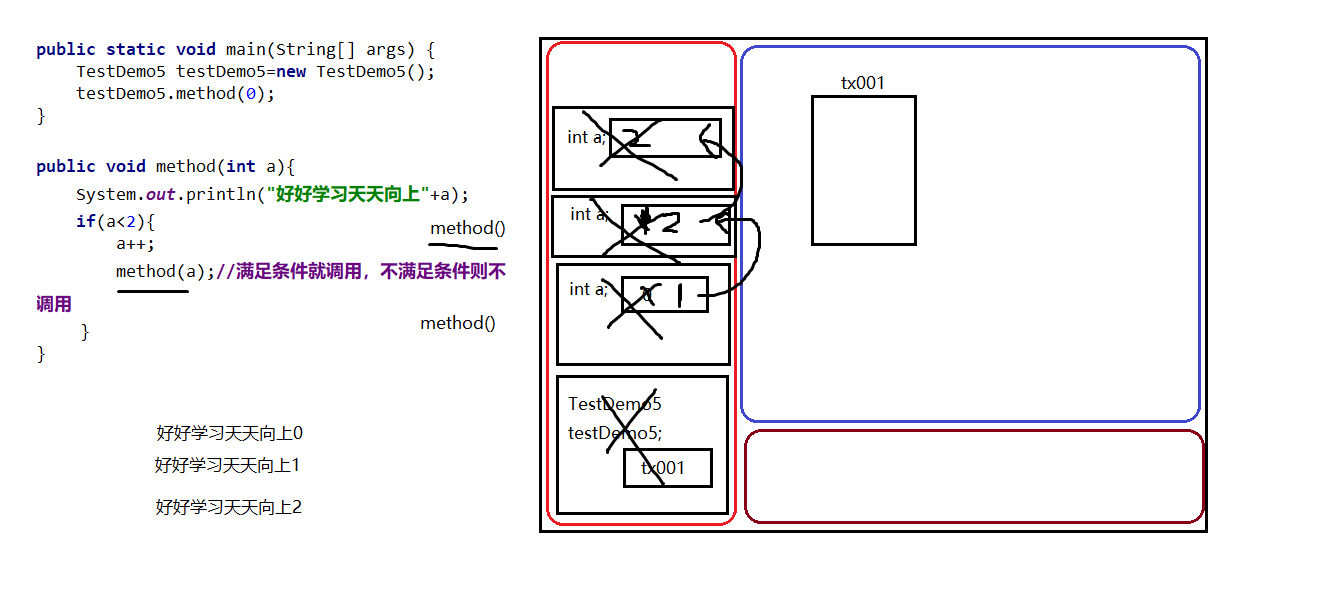 public static void main(String[] args) {
TestDemo5 testDemo5=new TestDemo5();
testDemo5.method(0);
}
public void method(int a){
System.out.println("好好学习天天向上"+a);
if(a<2){
a++;
method(a);//满足条件就调用，不满足条件则不
调用
}
}
method()
method()
好好学习天天向上0
好好学习天天向上1
好好学习天天向上2
tx001
int a;
2
int a;
2
int a;
0 1
TestDemo5
testDemo5;
tx001